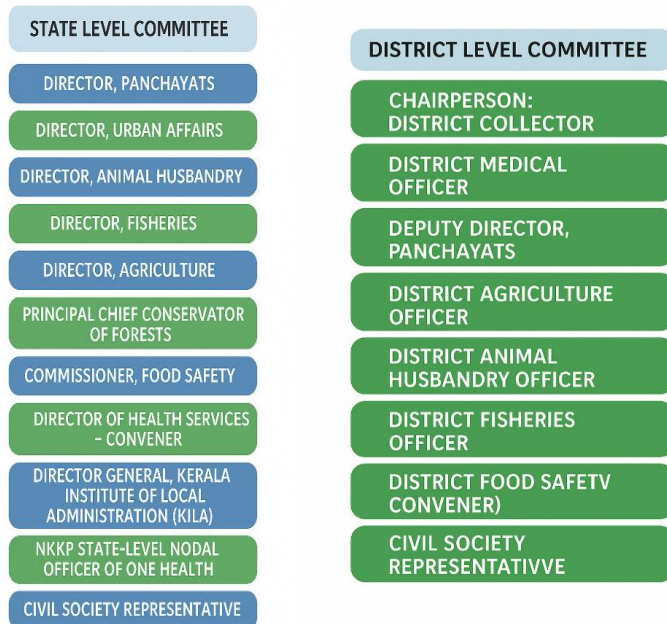 STATE LEVEL COMMITTEE
DIRECTOR, PANCHAYATS
DIRECTOR, URBAN AFFAIRS
DIRECTOR, ANIMAL HUSBANDRY
DIRECTOR, FISHERIES
DIRECTOR, AGRICULTURE
PRINCIPAL CHIEF CONSERVATOR
OF FORESTS
COMMISSIONER, FOOD SAFETY
DIRECTOR OF HEALTH SERVICES
– CONVENER
DIRECTOR GENERAL, KERALA
INSTITUTE OF LOCAL
ADMINISTRATION (KILA)
NKKP STATE-LEVEL NODAL
OFFICER OF ONE HEALTH
CIVIL SOCIETY REPRESENTATIVE
DISTRICT LEVEL COMMITTEE
CHAIRPERSON:
DISTRICT COLLECTOR
DISTRICT MEDICAL
OFFICER
DEPUTY DIRECTOR,
PANCHAYATS
DISTRICT AGRICULTURE
OFFICER
DISTRICT ANIMAL
HUSBANDRY OFFICER
DISTRICT FISHERIES
OFFICER
DISTRICT FOOD SAFETV
CONVENER)
CIVIL SOCIETY
REPRESENTATIVVE